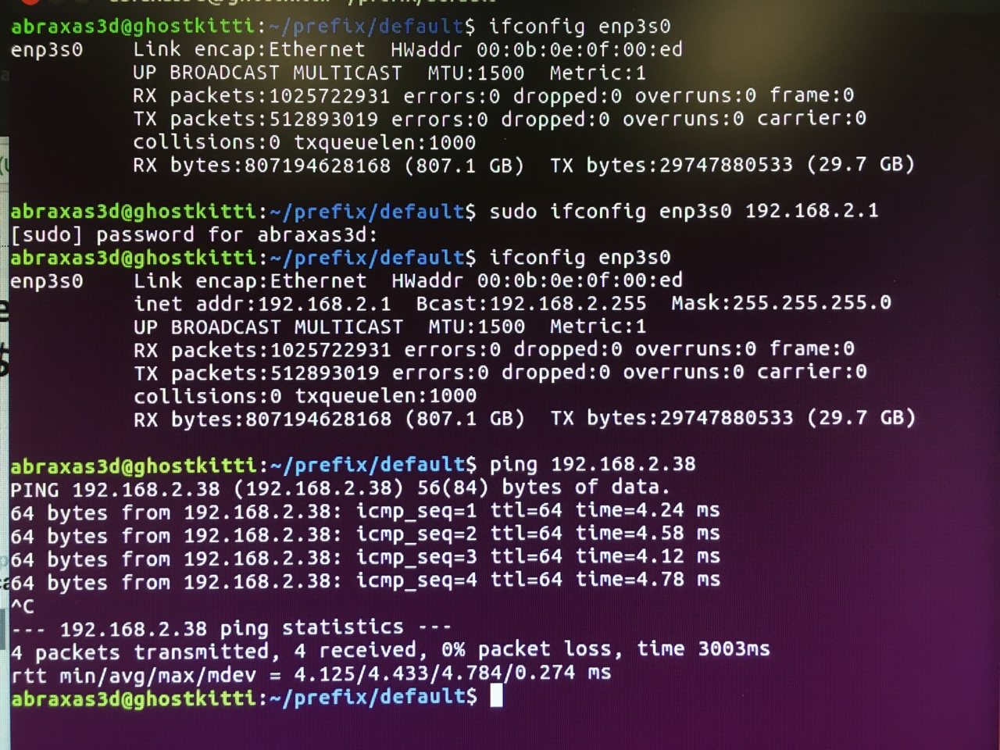 abraxas3d@ghostkitti:~/prefix/default$ ifconfig enp3s0
enp3s0    Link encap:Ethernet  HWaddr 00:0b:0e:0f:00:ed
          UP BROADCAST MULTICAST  MTU:1500  Metric:1
          RX packets:1025722931 errors:0 dropped:0 overruns:0 frame:0
          TX packets:512893019 errors:0 dropped:0 overruns:0 carrier:0
          collisions:0 txqueuelen:1000
          RX bytes:807194628168 (807.1 GB)  TX bytes:29747880533 (29.7 GB)

abraxas3d@ghostkitti:~/prefix/default$ sudo ifconfig enp3s0 192.168.2.1
[sudo] password for abraxas3d:
abraxas3d@ghostkitti:~/prefix/default$ ifconfig enp3s0
enp3s0    Link encap:Ethernet  HWaddr 00:0b:0e:0f:00:ed
          inet addr:192.168.2.1  Bcast:192.168.2.255  Mask:255.255.255.0
          UP BROADCAST MULTICAST  MTU:1500  Metric:1
          RX packets:1025722931 errors:0 dropped:0 overruns:0 frame:0
          TX packets:512893019 errors:0 dropped:0 overruns:0 carrier:0
          collisions:0 txqueuelen:1000
          RX bytes:807194628168 (807.1 GB)  TX bytes:29747880533 (29.7 GB)

abraxas3d@ghostkitti:~/prefix/default$ ping 192.168.2.38
PING 192.168.2.38 (192.168.2.38) 56(84) bytes of data.
64 bytes from 192.168.2.38: icmp_seq=1 ttl=64 time=4.24 ms
64 bytes from 192.168.2.38: icmp_seq=2 ttl=64 time=4.58 ms
64 bytes from 192.168.2.38: icmp_seq=3 ttl=64 time=4.12 ms
64 bytes from 192.168.2.38: icmp_seq=4 ttl=64 time=4.78 ms
^C
--- 192.168.2.38 ping statistics ---
4 packets transmitted, 4 received, 0% packet loss, time 3003ms
rtt min/avg/max/mdev = 4.125/4.433/4.784/0.274 ms
abraxas3d@ghostkitti:~/prefix/default$